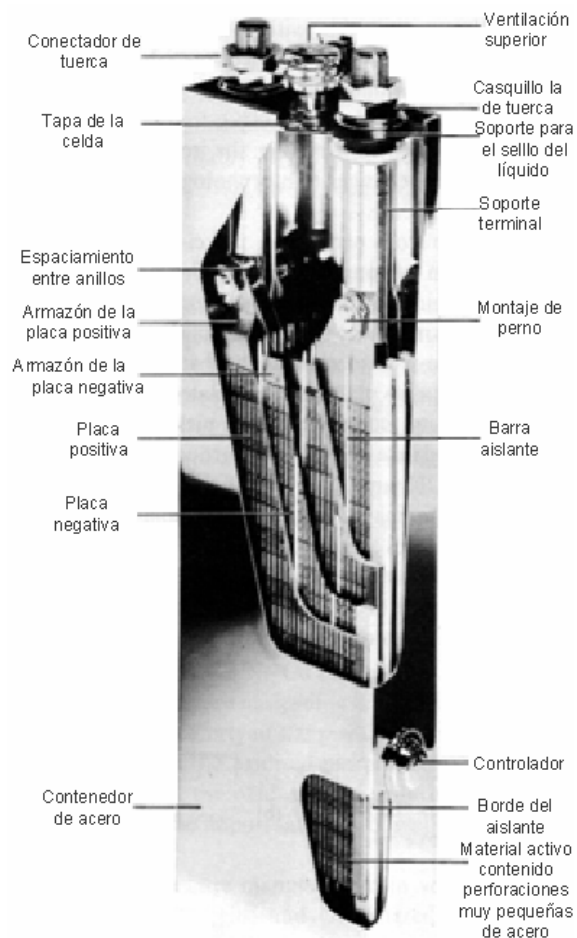 Conectador de
tuerca
Tapa de la
celda
Espaciamiento
entre anillos
Armazón de la
placa positiva
Armazón de la
placa negativa
Placa
positiva
Placa
negativa
Contenedor
de acero
Ventilación
superior
Casquillo la
de tuerca
Soporte para
el selllo del
líquido
Soporte
terminal
Montaje de
perno
Barra
aislante
Controlador
Borde del
aislante
Material activo
contenido
perforaciones
muy pequeñas
de acero